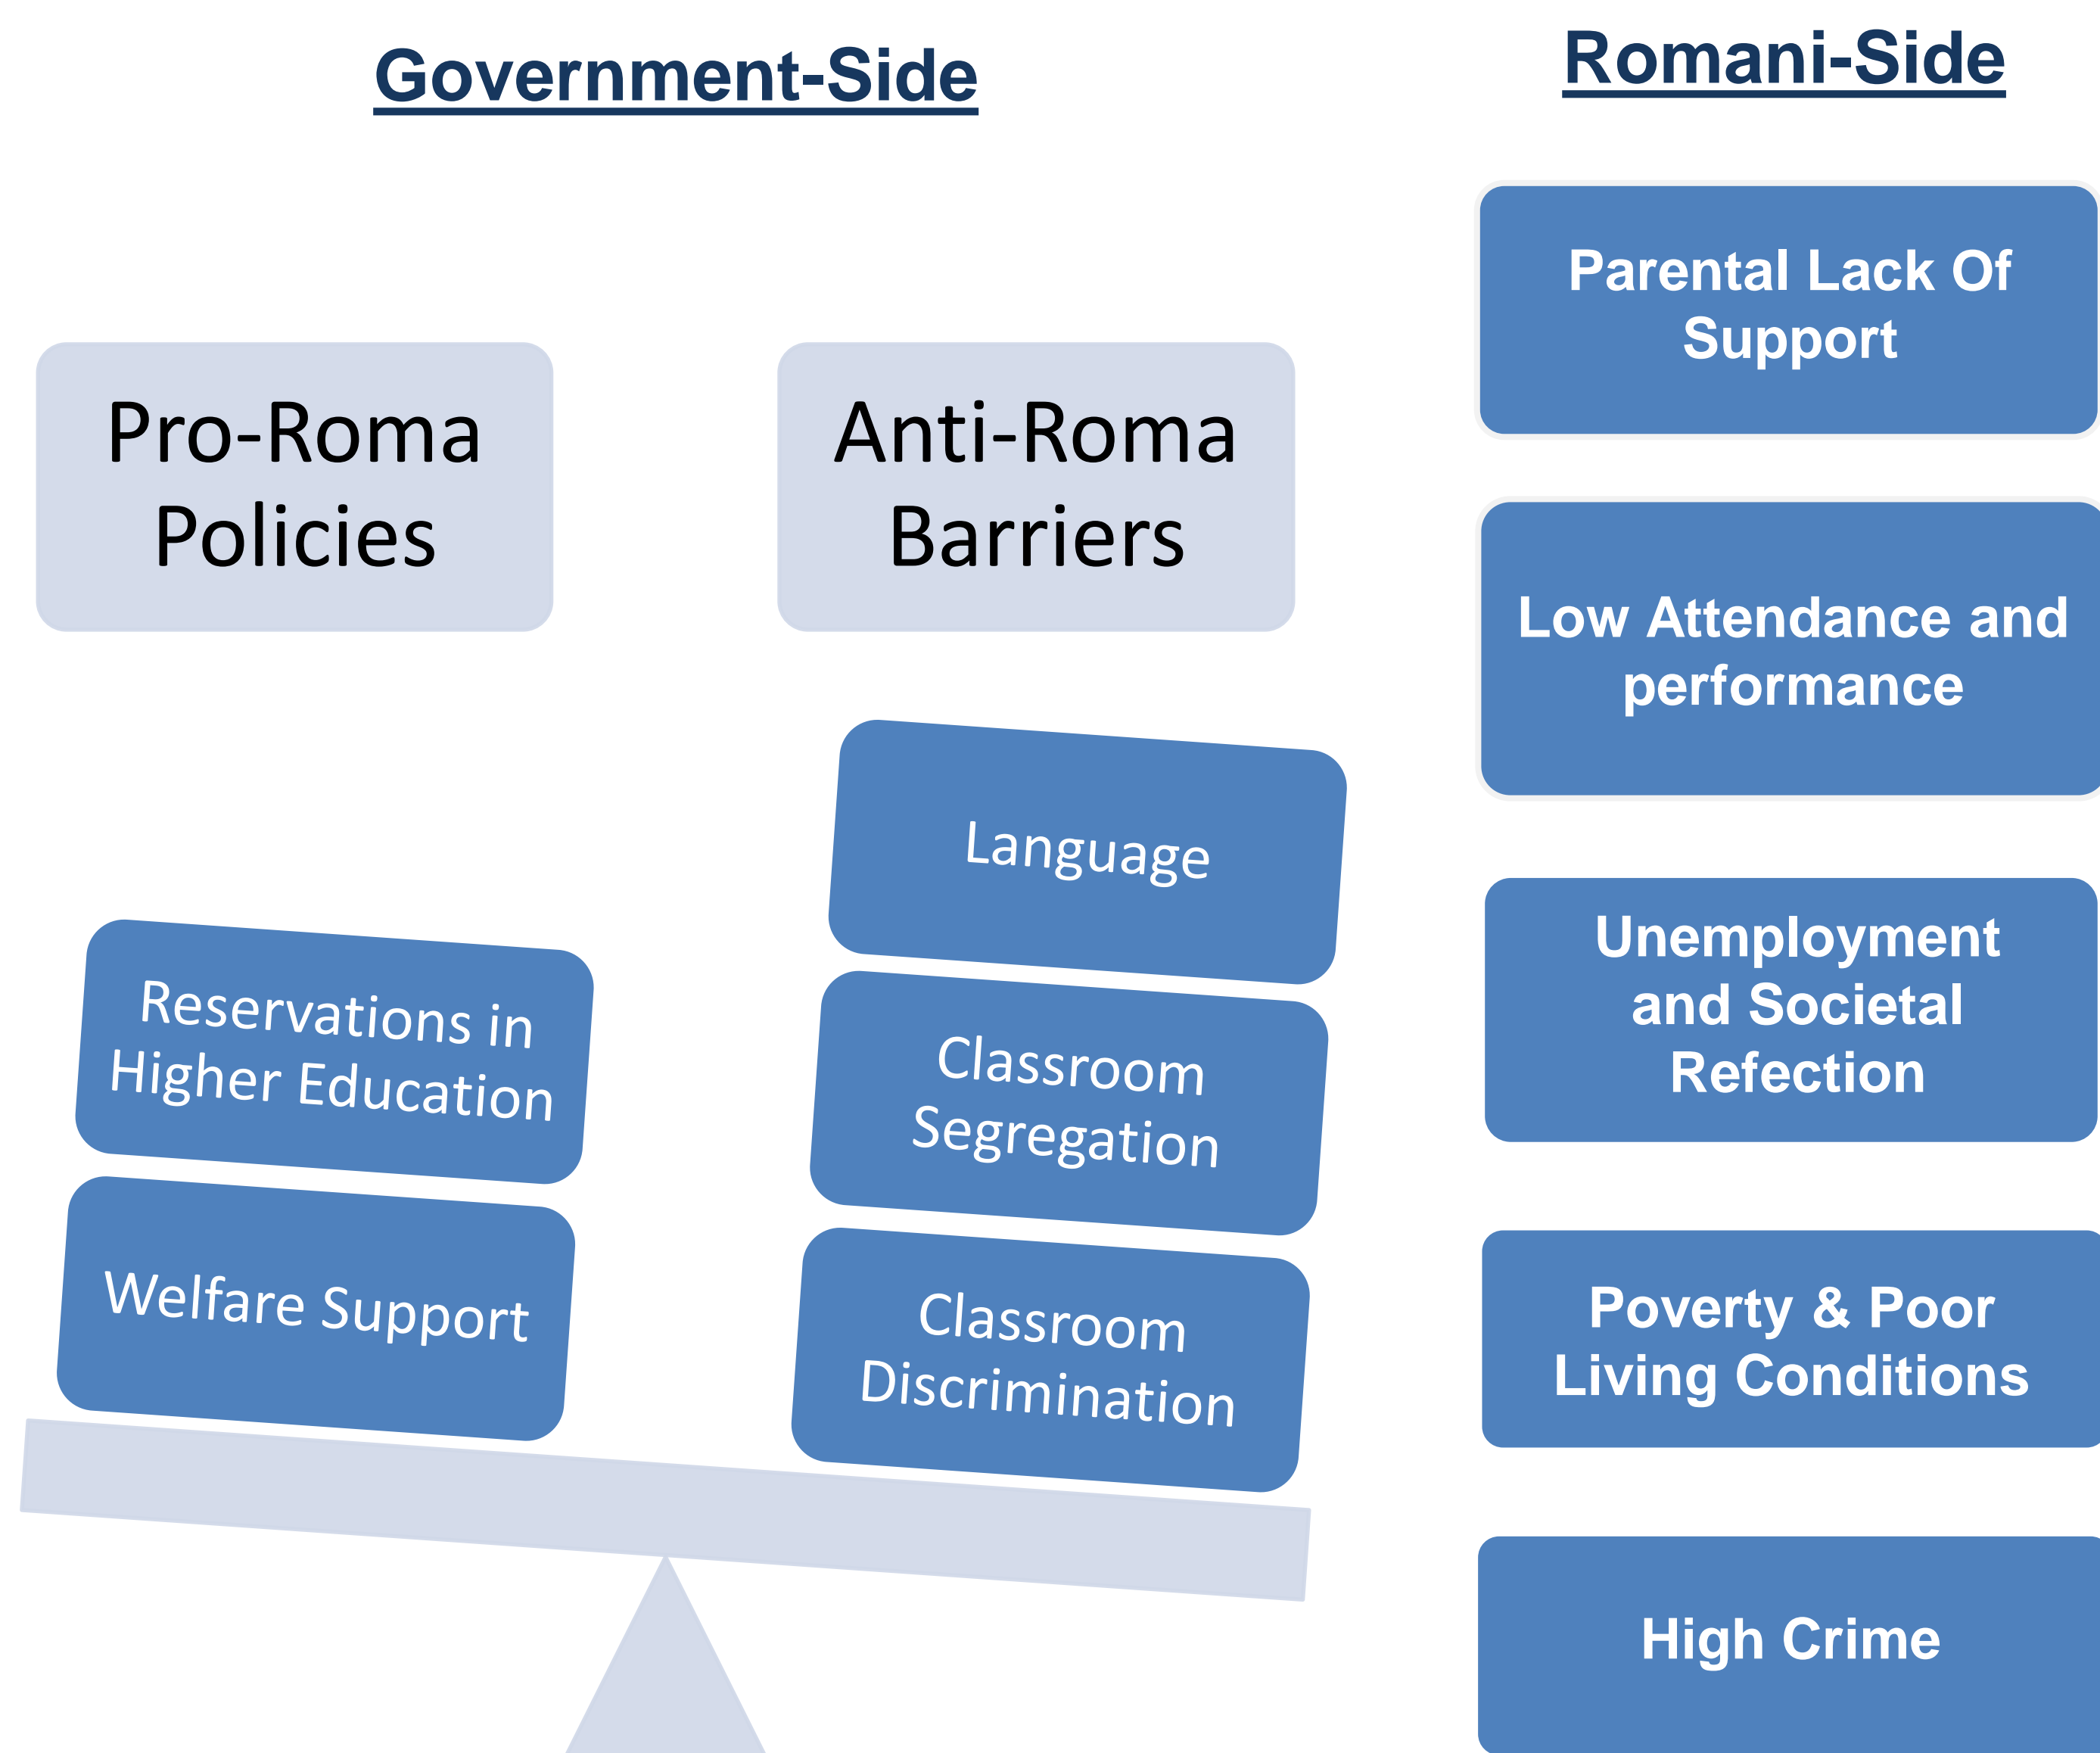 Government-Side
Pro-Roma
Policies
Anti-Roma
Barriers
Reservations in
Higher Education
Welfare Support
Language
Classroom
Segregation
Classroom
Discrimination
Romani-Side
Parental Lack Of
Support
Low Attendance and
performance
Unemployment
and Societal
Refection
Poverty & Poor
Living Conditions
High Crime